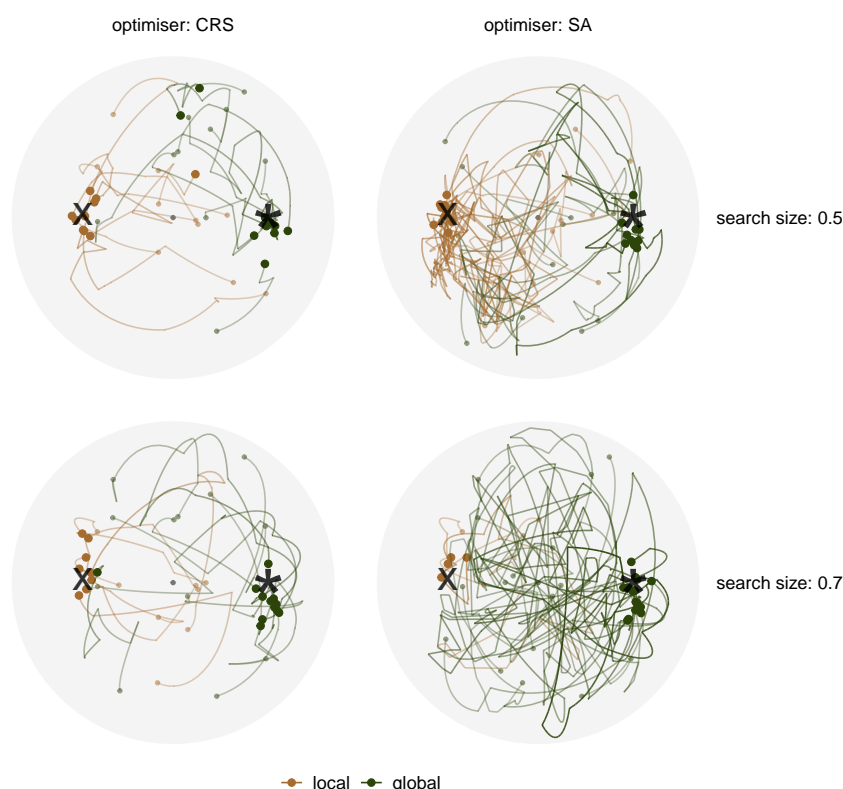 optimiser: CRS
optimiser: SA
x
*
x
*
search size: 0.5
x
*
x
*
search size: 0.7
local
global